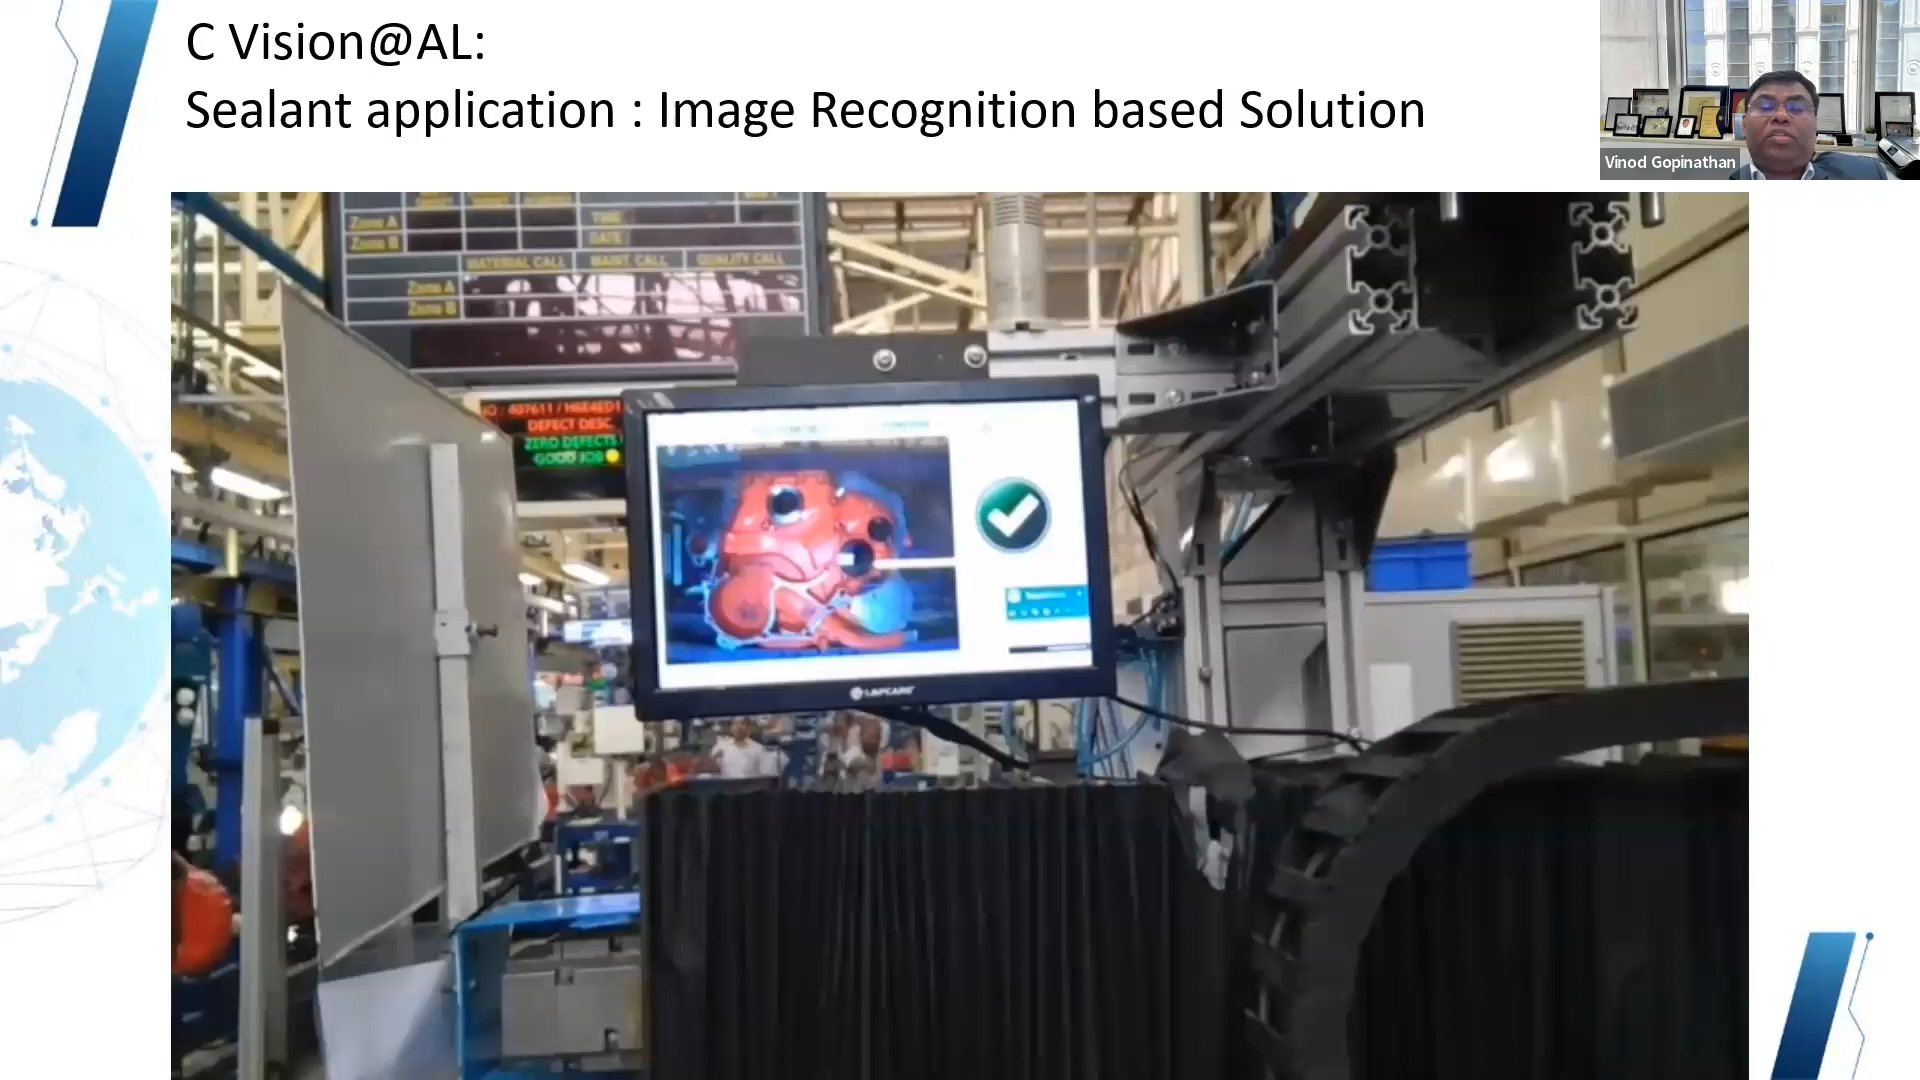 C Vision@AL:
Sealant application : Image Recognition based Solution
Vinod Gopinathan
Zone A
Zone B
TIME
DATE
MATERIAL CALL
MAINT CALL
QUALITY CALL
Zone A
Zone B
DEFECT DESC
ZERO DEFECTS
GOOD JOB
LAPCARE